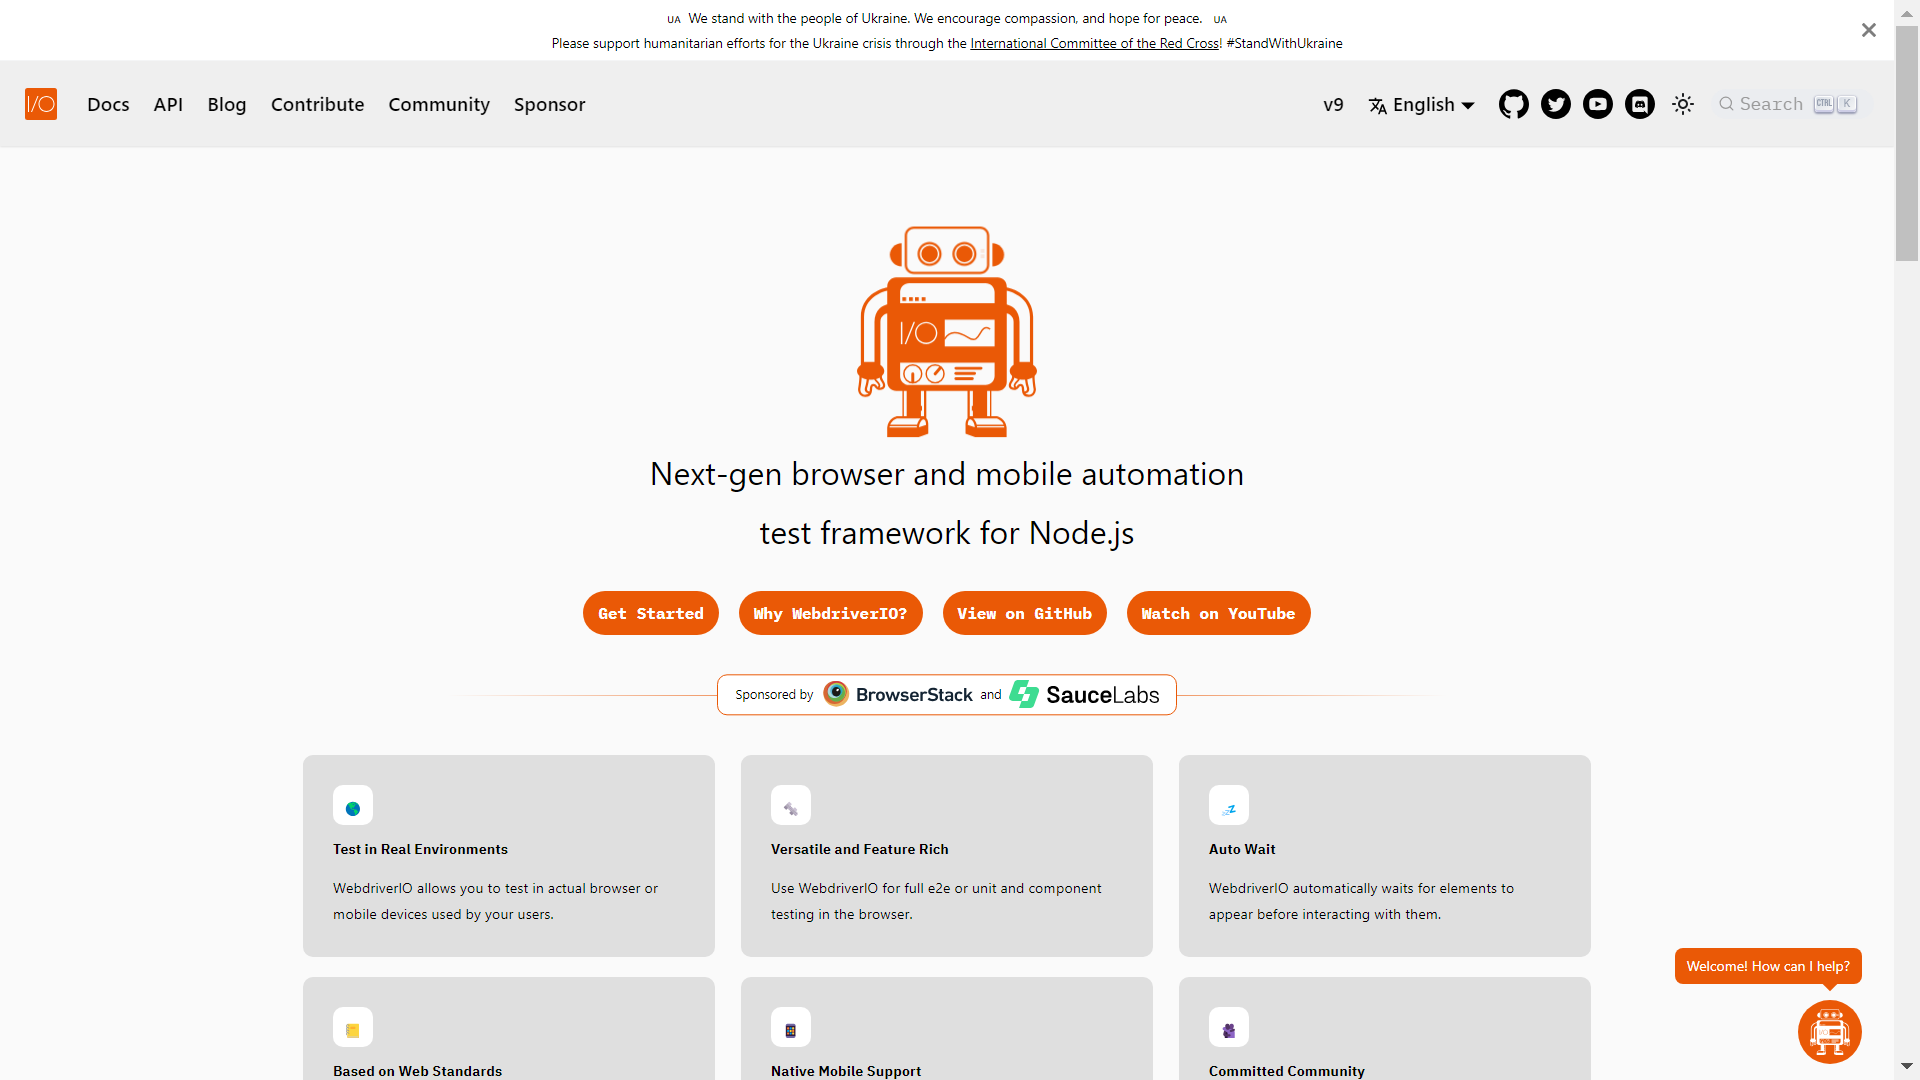 UA We stand with the people of Ukraine. We encourage compassion, and hope for peace. UA
Please support humanitarian efforts for the Ukraine crisis through the International Committee of the Red Cross! #StandWithUkraine
I/O Docs API Blog Contribute Community Sponsor v9 English Search CTRL K
I/O
Next-gen browser and mobile automation
test framework for Node.js
Get Started Why WebdriverIO? View on GitHub Watch on YouTube
Sponsored by BrowserStack and SauceLabs
Test in Real Environments
WebdriverIO allows you to test in actual browser or
mobile devices used by your users.
Versatile and Feature Rich
Use WebdriverIO for full e2e or unit and component
testing in the browser.
Auto Wait
WebdriverIO automatically waits for elements to
appear before interacting with them.
Based on Web Standards
Native Mobile Support
Committed Community
Welcome! How can I help?